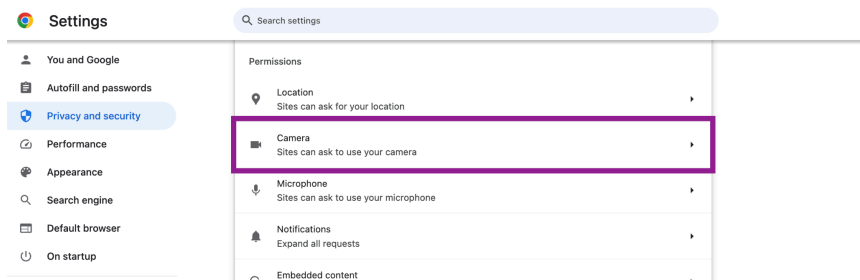 Settings
Search settings
You and Google
Autofill and passwords
Privacy and security
Performance
Appearance
Search engine
Default browser
On startup
Permissions
Location
Sites can ask for your location
Camera
Sites can ask to use your camera
Microphone
Sites can ask to use your microphone
Notifications
Expand all requests
Embedded content